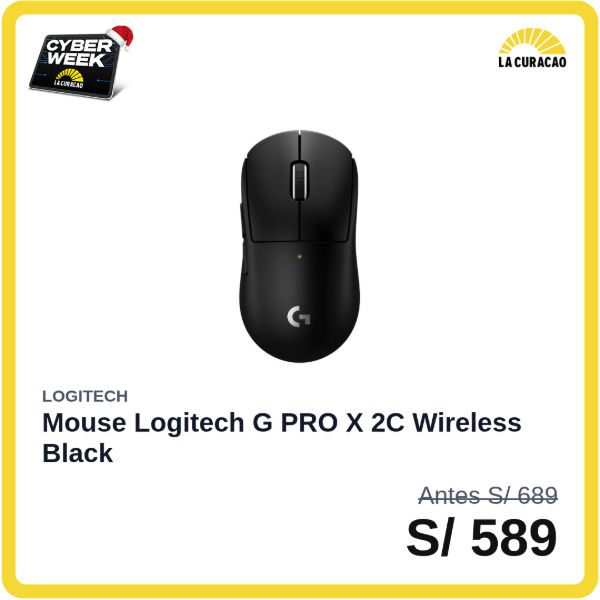 CYBER
WEEK
LA CURACAO
LA CURACAO
G
LOGITECH
Mouse Logitech G PRO X 2C Wireless
Black
Antes S/ 689
S/ 589